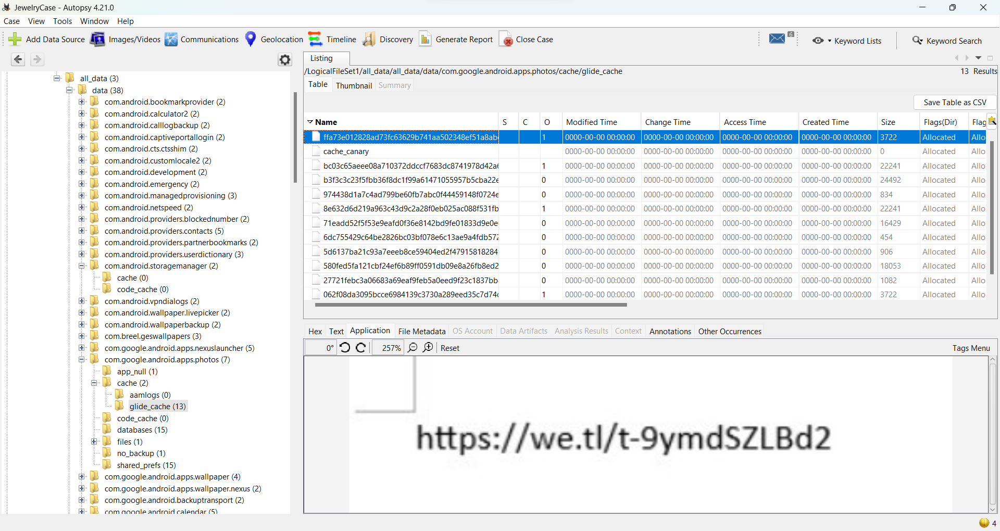 JewelryCase - Autopsy 4.21.0
Case View Tools Window Help
Add Data Source Images/Videos Communications Geolocation Timeline Discovery Generate Report Close Case 6 Keyword Lists Keyword Search
all_data (3)
data (38)
com.android.bookmarkprovider (2)
com.android.calculator2 (2)
com.android.calllogbackup (2)
com.android.captiveportallogin (2)
com.android.cts.ctsshim (2)
com.android.customlocale2 (2)
com.android.development (2)
com.android.emergency (2)
com.android.managedprovisioning (3)
com.android.netspeed (2)
com.android.providers.blockednumber (2)
com.android.providers.contacts (5)
com.android.providers.partnerbookmarks (2)
com.android.providers.userdictionary (3)
com.android.storagemanager (2)
cache (0)
code_cache (0)
com.android.vpndialogs (2)
com.android.wallpaper.livepicker (2)
com.android.wallpaperbackup (2)
com.breel.geswallpapers (3)
com.google.android.apps.nexuslauncher (5)
com.google.android.apps.photos (7)
app_null (1)
cache (2)
aamlogs (0)
glide_cache (13)
code_cache (0)
databases (15)
files (1)
no_backup (1)
shared_prefs (15)
com.google.android.apps.wallpaper (4)
com.google.android.apps.wallpaper.nexus (2)
com.google.android.backuptransport (2)
com.google.android.calendar (5)
Listing
/LogicalFileSet1/all_data/all_data/data/com.google.android.apps.photos/cache/glide_cache 13 Results
Table Thumbnail Summary
Save Table as CSV
Name S C O Modified Time Change Time Access Time Created Time Size Flags(Dir) Flag
ffa73e012828ad73fc63629b741aa502348ef51a8ab 1 0000-00-00 00:00:00 0000-00-00 00:00:00 0000-00-00 00:00:00 0000-00-00 00:00:00 3722 Allocated Allo
cache_canary 0000-00-00 00:00:00 0000-00-00 00:00:00 0000-00-00 00:00:00 0000-00-00 00:00:00 0 Allocated Allo
bc03c65aeee08a710372ddccf7683dc8741978d42a6 1 0000-00-00 00:00:00 0000-00-00 00:00:00 0000-00-00 00:00:00 0000-00-00 00:00:00 22241 Allocated Allo
b3f3c3c23f5fbb36f8dc1f99a61471055957b5cba22e 0 0000-00-00 00:00:00 0000-00-00 00:00:00 0000-00-00 00:00:00 0000-00-00 00:00:00 24492 Allocated Allo
974438d1a7c4ad799be60fb7abc0f44459148f0724e 0 0000-00-00 00:00:00 0000-00-00 00:00:00 0000-00-00 00:00:00 0000-00-00 00:00:00 834 Allocated Allo
8e632d6d219a963c43d9c2a28f0eb025ac088f531fb 1 0000-00-00 00:00:00 0000-00-00 00:00:00 0000-00-00 00:00:00 0000-00-00 00:00:00 22241 Allocated Allo
71eadd52f5f53e9eafd0f36e8142bd9fe01833d9e0e 0 0000-00-00 00:00:00 0000-00-00 00:00:00 0000-00-00 00:00:00 0000-00-00 00:00:00 16429 Allocated Allo
6dc755429c64be2826bc03bf078e6c13ae9a4fdb572 0 0000-00-00 00:00:00 0000-00-00 00:00:00 0000-00-00 00:00:00 0000-00-00 00:00:00 454 Allocated Allo
5d6137ba21c93a7eeeb8ce59404ed2f47915818284 0 0000-00-00 00:00:00 0000-00-00 00:00:00 0000-00-00 00:00:00 0000-00-00 00:00:00 906 Allocated Allo
580fed5fa121cbf24ef6b89ff0591db09e8a26fb8ed2 0 0000-00-00 00:00:00 0000-00-00 00:00:00 0000-00-00 00:00:00 0000-00-00 00:00:00 18053 Allocated Allo
27721febc3a06683a69eaf9feb5a0eed9f23c1837bb 0 0000-00-00 00:00:00 0000-00-00 00:00:00 0000-00-00 00:00:00 0000-00-00 00:00:00 1082 Allocated Allo
062f08da3095bcce6984139c3730a289eed35c7d74 1 0000-00-00 00:00:00 0000-00-00 00:00:00 0000-00-00 00:00:00 0000-00-00 00:00:00 3722 Allocated Allo
Hex Text Application File Metadata OS Account Data Artifacts Analysis Results Context Annotations Other Occurrences
0° 257% Reset Tags Menu
https://we.tl/t-9ymdSZLBd2
4